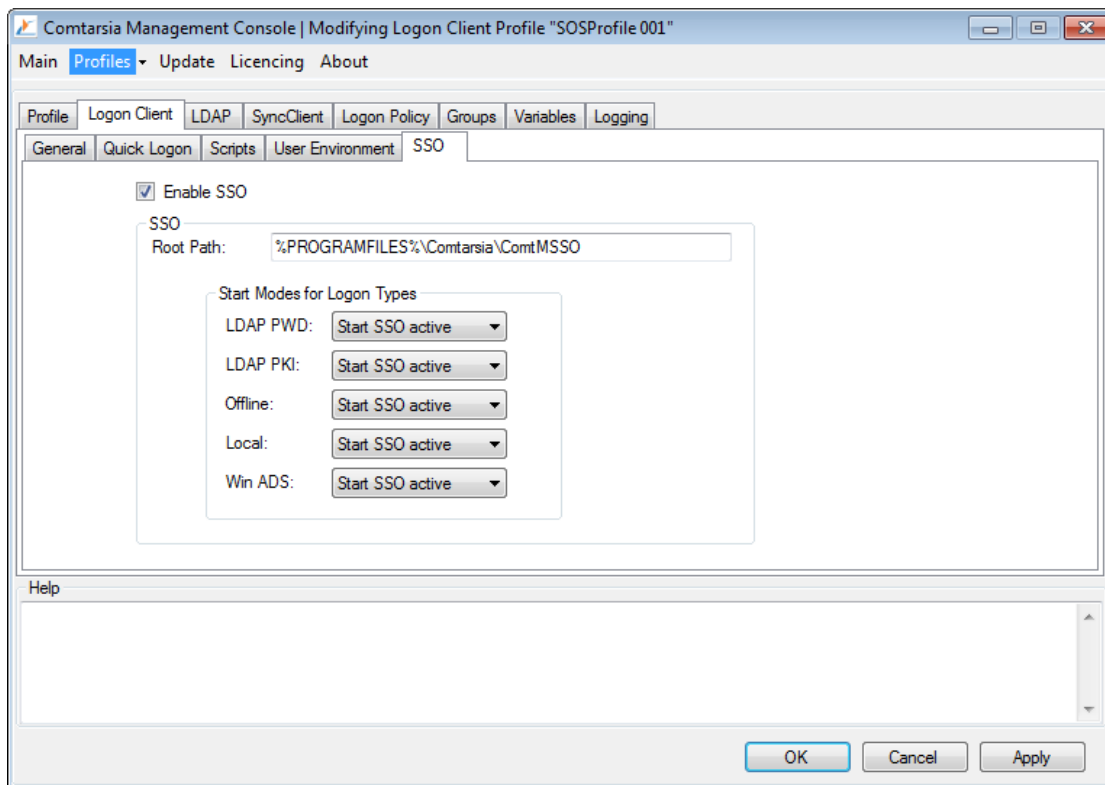 Comtarsia Management Console | Modifying Logon Client Profile "SOSProfile 001"
Main Profiles Update Licencing About
Profile Logon Client LDAP SyncClient Logon Policy Groups Variables Logging
General Quick Logon Scripts User Environment SSO
Enable SSO
SSO
Root Path: %PROGRAMFILES%\Comtarsia\ComtMSSO
Start Modes for Logon Types
LDAP PWD: Start SSO active
LDAP PKI: Start SSO active
Offline: Start SSO active
Local: Start SSO active
Win ADS: Start SSO active
Help
OK Cancel Apply